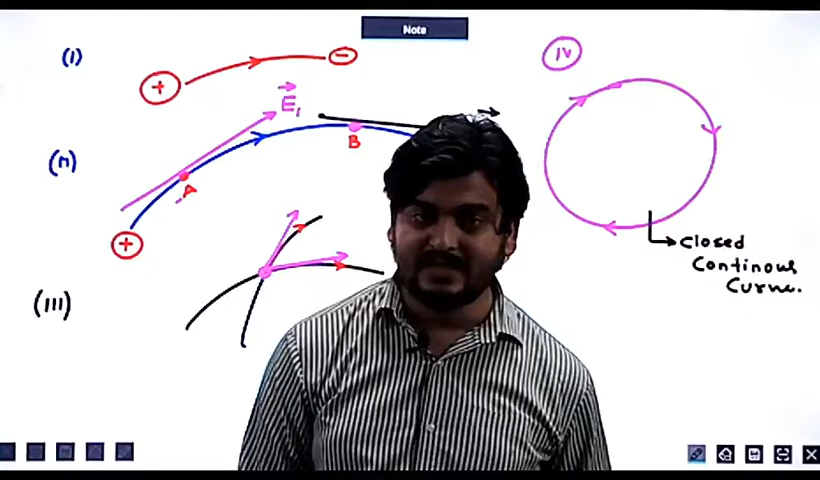 Note
(I)
+
-
IV
E₁
(II)
A
B
+
Closed
Continous
Curve.
(III)